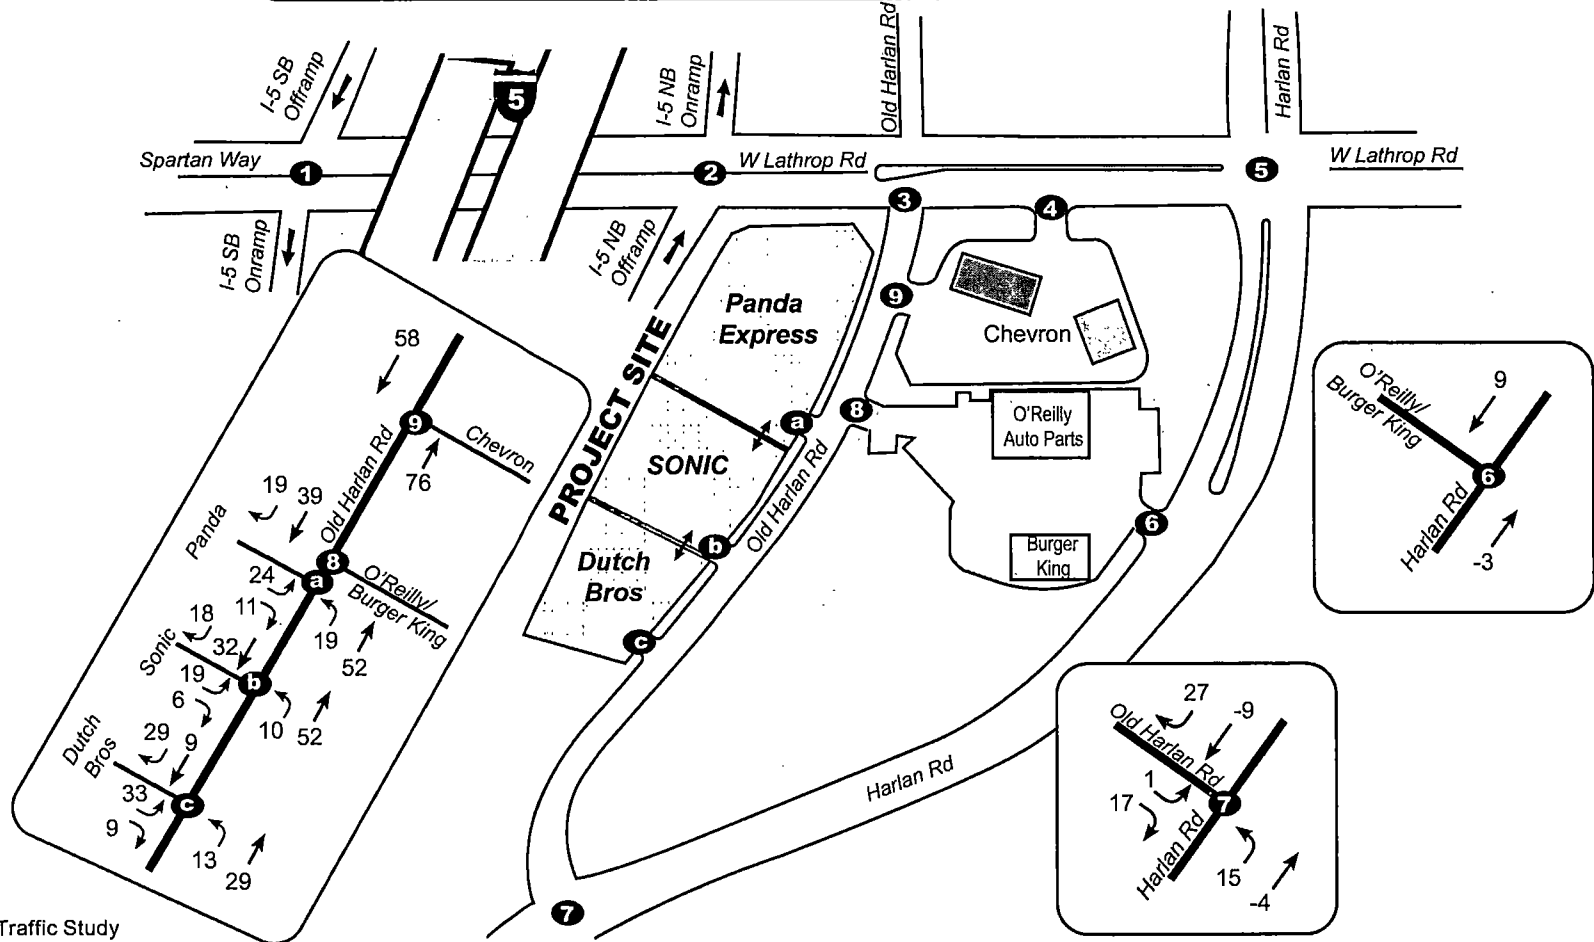 I-5 SB
Offramp
5
I-5 NB
Onramp
Old Harlan Rd
Harlan Rd
Spartan Way
1
2
W Lathrop Rd
5
W Lathrop Rd
3
4
I-5 SB
Onramp
I-5 NB
Offramp
PROJECT SITE
Panda
Express
9
Chevron
a
8
O'Reilly
Auto Parts
SONIC
Old Harlan Rd
b
6
Dutch
Bros
Burger
King
c
Harlan Rd
7
58
9
Chevron
Old Harlan Rd
76
19
39
Panda
8
a
24
O'Reilly/
Burger King
11
19
52
18
Sonic
32
19
b
6
10
52
29
9
Dutch
Bros
33
c
9
13
29
O'Reilly/
Burger King
9
6
Harlan Rd
-3
27
-9
Old Harlan Rd
1
17
7
Harlan Rd
15
-4
Traffic Study